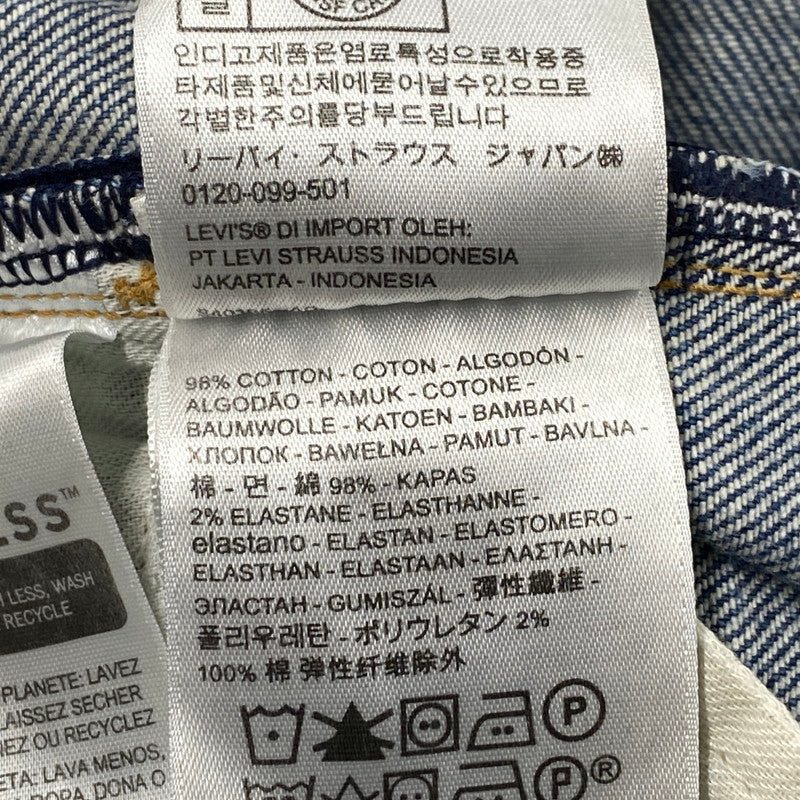 인디고제품은염료특성으로착용중
타제품및신체에묻어날수있으므로
각별한주의를당부드립니다
リーバイ・ストラウス ジャパン㈱
0120-099-501
LEVI'S® DI IMPORT OLEH:
PT LEVI STRAUSS INDONESIA
JAKARTA - INDONESIA
98% COTTON - COTON - ALGODÓN -
ALGODÃO - PAMUK - COTONE -
BAUMWOLLE - KATOEN - BAMBAKI -
ХЛОПОК - BAWEŁNA - PAMUT - BAVLNA -
棉 - 면 - 綿 98% - KAPAS
2% ELASTANE - ELASTHANNE -
elastano - ELASTAN - ELASTOMERO -
ELASTHAN - ELASTAAN - ΕΛΑΣΤΑΝΗ -
ЭЛАСТАН - GUMISZÁL - 彈性纖維 -
폴리우레탄 - ポリウレタン 2%
100% 棉 弹性纤维除外
P
P®
LESS, WASH
RECYCLE
PLANETE: LAVEZ
LAISSEZ SECHER
OU RECYCLEZ
LAVA MENOS,
DONA O